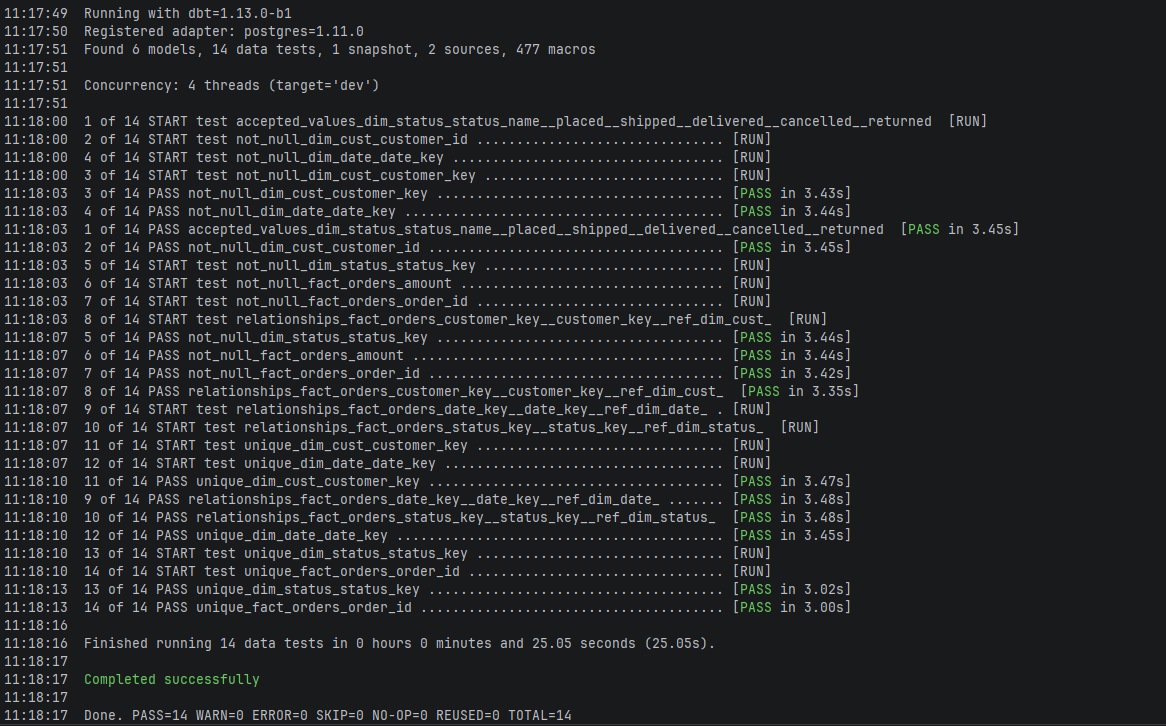 11:17:49  Running with dbt=1.13.0-b1
11:17:50  Registered adapter: postgres=1.11.0
11:17:51  Found 6 models, 14 data tests, 1 snapshot, 2 sources, 477 macros
11:17:51
11:17:51  Concurrency: 4 threads (target='dev')
11:17:51
11:18:00  1 of 14 START test accepted_values_dim_status_status_name__placed__shipped__delivered__cancelled__returned  [RUN]
11:18:00  2 of 14 START test not_null_dim_cust_customer_id ............................... [RUN]
11:18:00  4 of 14 START test not_null_dim_date_date_key .................................. [RUN]
11:18:00  3 of 14 START test not_null_dim_cust_customer_key .............................. [RUN]
11:18:03  3 of 14 PASS not_null_dim_cust_customer_key .................................... [PASS in 3.43s]
11:18:03  4 of 14 PASS not_null_dim_date_date_key ........................................ [PASS in 3.44s]
11:18:03  1 of 14 PASS accepted_values_dim_status_status_name__placed__shipped__delivered__cancelled__returned  [PASS in 3.45s]
11:18:03  2 of 14 PASS not_null_dim_cust_customer_id ..................................... [PASS in 3.45s]
11:18:03  5 of 14 START test not_null_dim_status_status_key .............................. [RUN]
11:18:03  6 of 14 START test not_null_fact_orders_amount ................................. [RUN]
11:18:03  7 of 14 START test not_null_fact_orders_order_id ............................... [RUN]
11:18:03  8 of 14 START test relationships_fact_orders_customer_key__customer_key__ref_dim_cust_  [RUN]
11:18:07  5 of 14 PASS not_null_dim_status_status_key .................................... [PASS in 3.44s]
11:18:07  6 of 14 PASS not_null_fact_orders_amount ....................................... [PASS in 3.44s]
11:18:07  7 of 14 PASS not_null_fact_orders_order_id ..................................... [PASS in 3.42s]
11:18:07  8 of 14 PASS relationships_fact_orders_customer_key__customer_key__ref_dim_cust_  [PASS in 3.35s]
11:18:07  9 of 14 START test relationships_fact_orders_date_key__date_key__ref_dim_date_ . [RUN]
11:18:07  10 of 14 START test relationships_fact_orders_status_key__status_key__ref_dim_status_  [RUN]
11:18:07  11 of 14 START test unique_dim_cust_customer_key ............................... [RUN]
11:18:07  12 of 14 START test unique_dim_date_date_key ................................... [RUN]
11:18:10  11 of 14 PASS unique_dim_cust_customer_key ..................................... [PASS in 3.47s]
11:18:10  9 of 14 PASS relationships_fact_orders_date_key__date_key__ref_dim_date_ ....... [PASS in 3.48s]
11:18:10  10 of 14 PASS relationships_fact_orders_status_key__status_key__ref_dim_status_  [PASS in 3.48s]
11:18:10  12 of 14 PASS unique_dim_date_date_key ......................................... [PASS in 3.45s]
11:18:10  13 of 14 START test unique_dim_status_status_key ............................... [RUN]
11:18:10  14 of 14 START test unique_fact_orders_order_id ................................ [RUN]
11:18:13  13 of 14 PASS unique_dim_status_status_key ..................................... [PASS in 3.02s]
11:18:13  14 of 14 PASS unique_fact_orders_order_id ...................................... [PASS in 3.00s]
11:18:16
11:18:16  Finished running 14 data tests in 0 hours 0 minutes and 25.05 seconds (25.05s).
11:18:17
11:18:17  Completed successfully
11:18:17
11:18:17  Done. PASS=14 WARN=0 ERROR=0 SKIP=0 NO-OP=0 REUSED=0 TOTAL=14